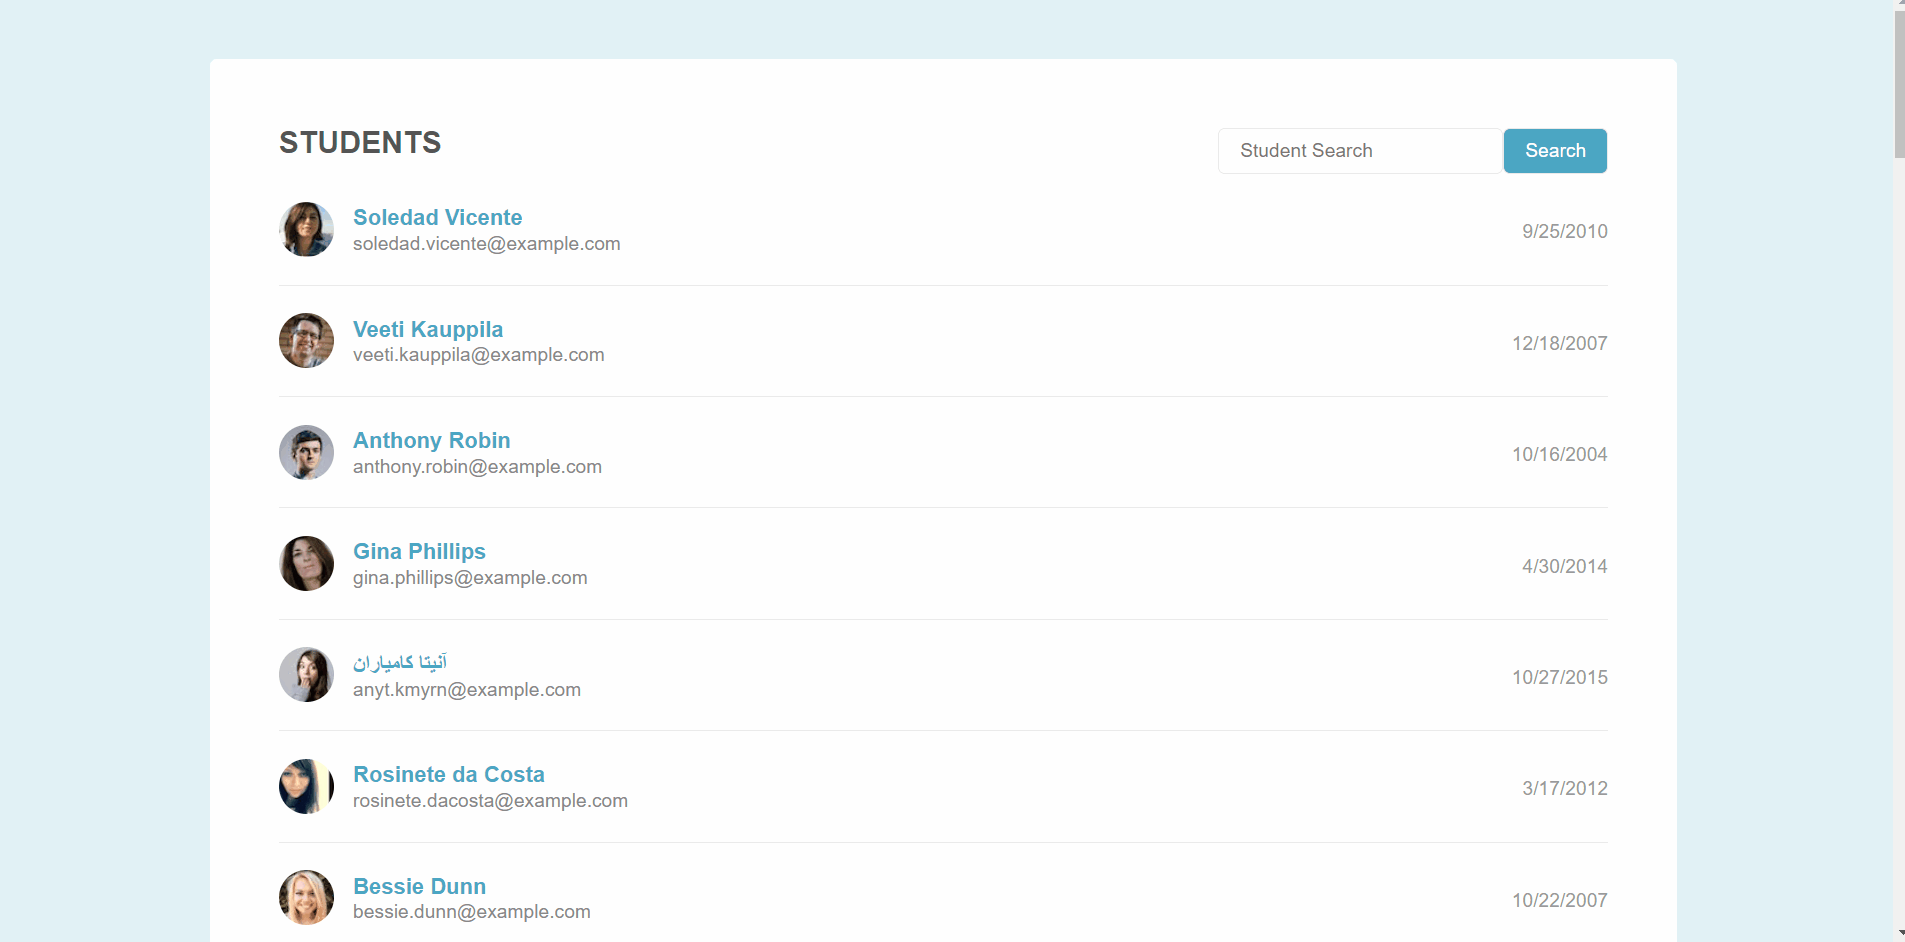 STUDENTS
Student Search
Search
Soledad Vicente
soledad.vicente@example.com
9/25/2010
Veeti Kauppila
veeti.kauppila@example.com
12/18/2007
Anthony Robin
anthony.robin@example.com
10/16/2004
Gina Phillips
gina.phillips@example.com
4/30/2014
آنیتا کامیاران
anyt.kmyrn@example.com
10/27/2015
Rosinete da Costa
rosinete.dacosta@example.com
3/17/2012
Bessie Dunn
bessie.dunn@example.com
10/22/2007